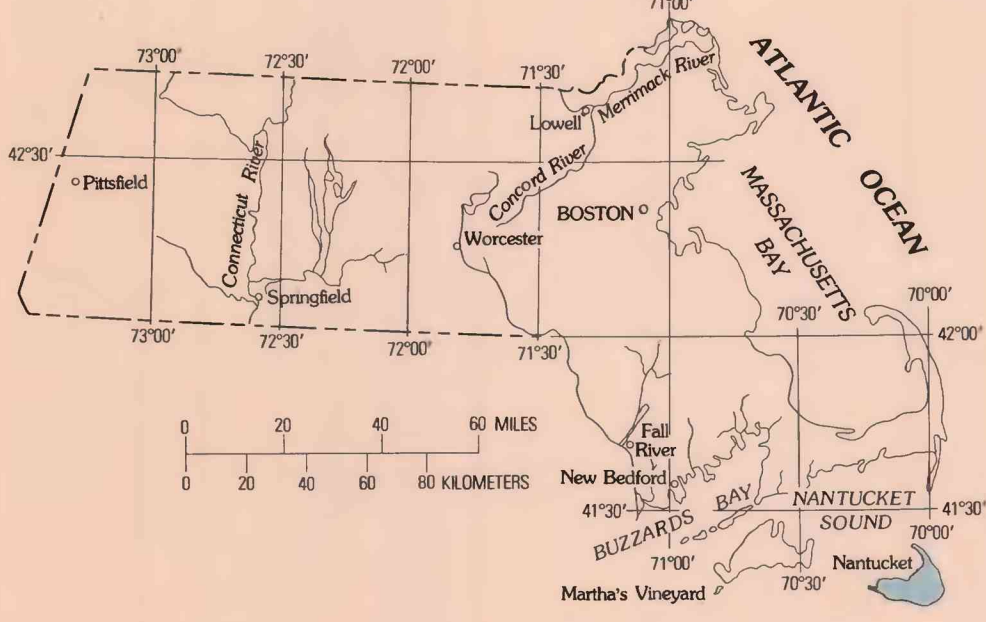 71°00'
73°00'
72°30'
72°00'
71°30'
ATLANTIC OCEAN
Merrimack River
Lowell
42°30'
Pittsfield
Connecticut River
Concord River
BOSTON
MASSACHUSETTS
BAY
Worcester
Springfield
70°30'
70°00'
73°00'
72°30'
72°00'
71°30'
42°00'
0 20 40 60 MILES
0 20 40 60 80 KILOMETERS
Fall
River
New Bedford
41°30'
BUZZARDS BAY
NANTUCKET
SOUND
41°30'
71°00'
70°30'
70°00'
Nantucket
Martha's Vineyard